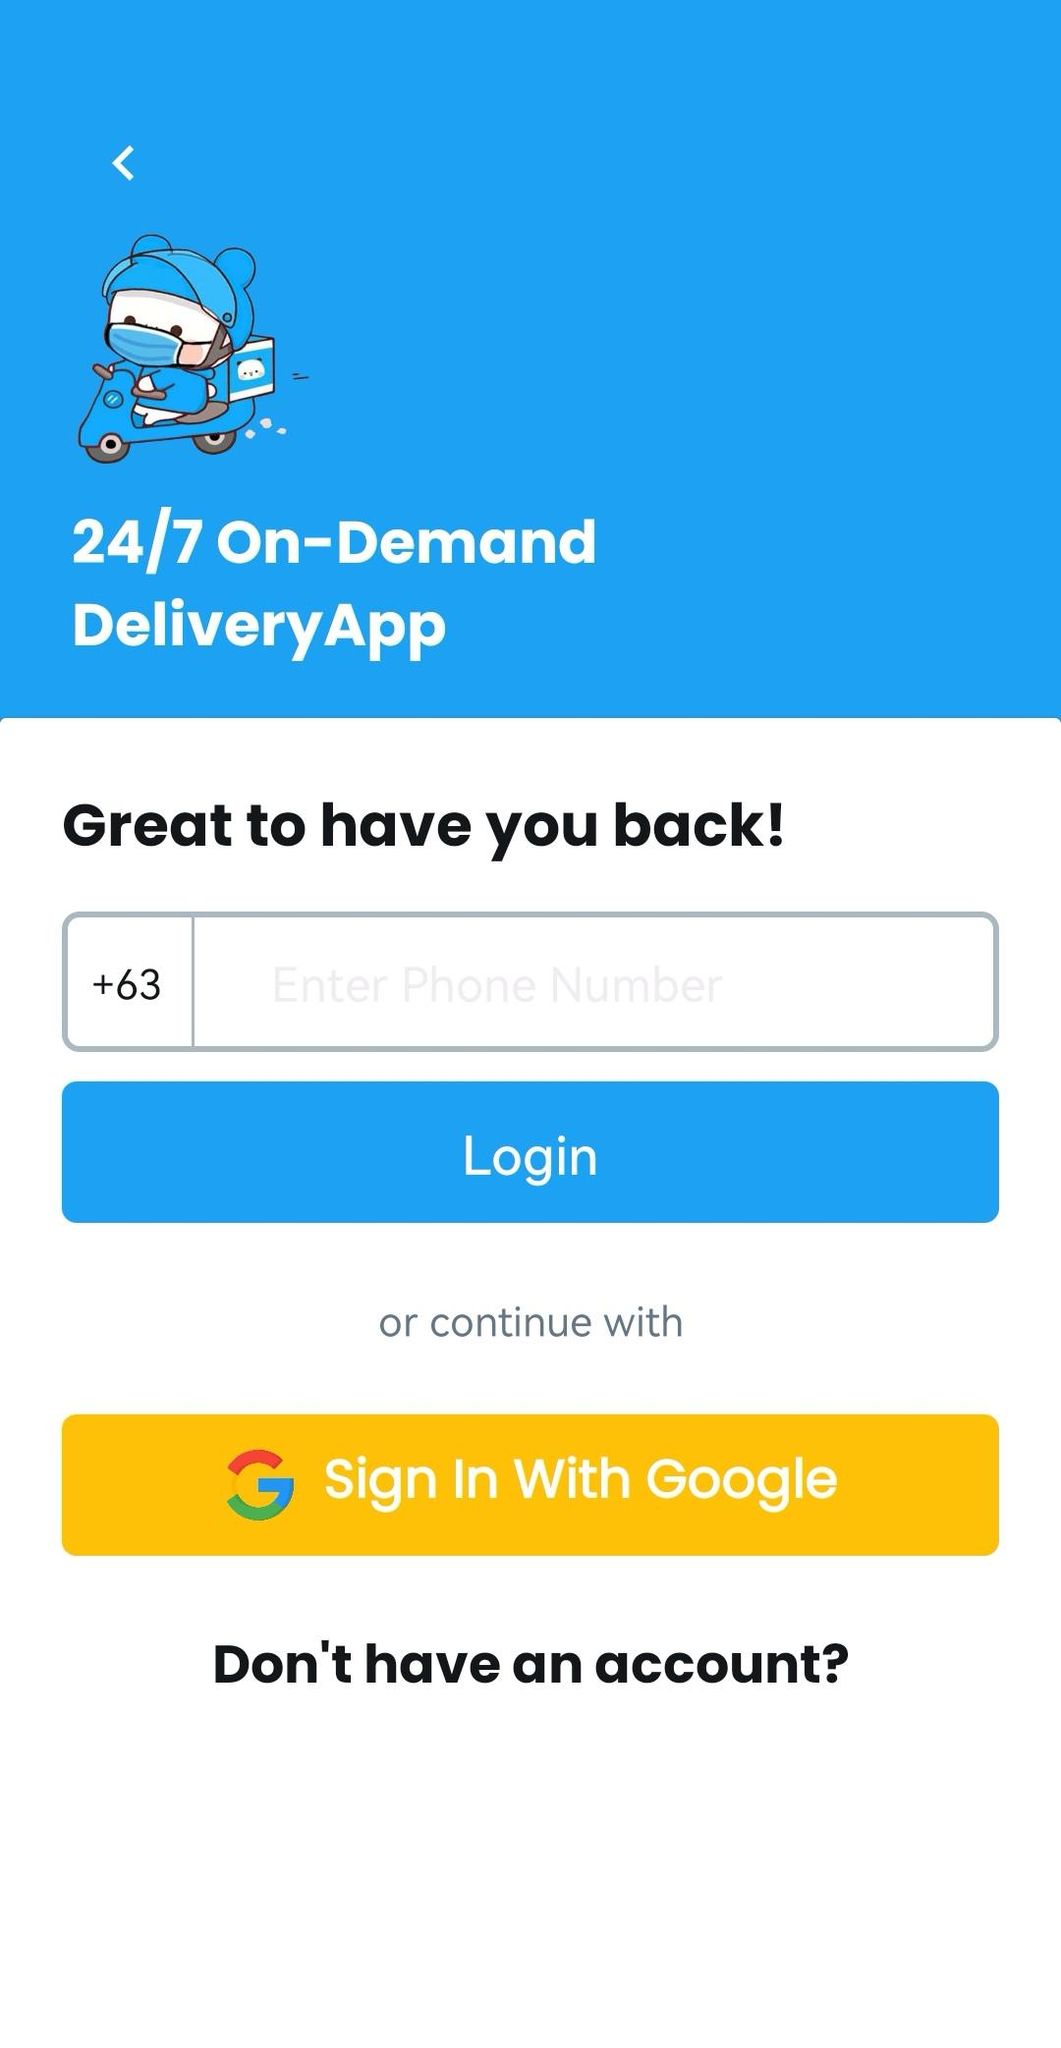 24/7 On-Demand
DeliveryApp
Great to have you back!
+63
Enter Phone Number
Login
or continue with
Sign In With Google
Don't have an account?